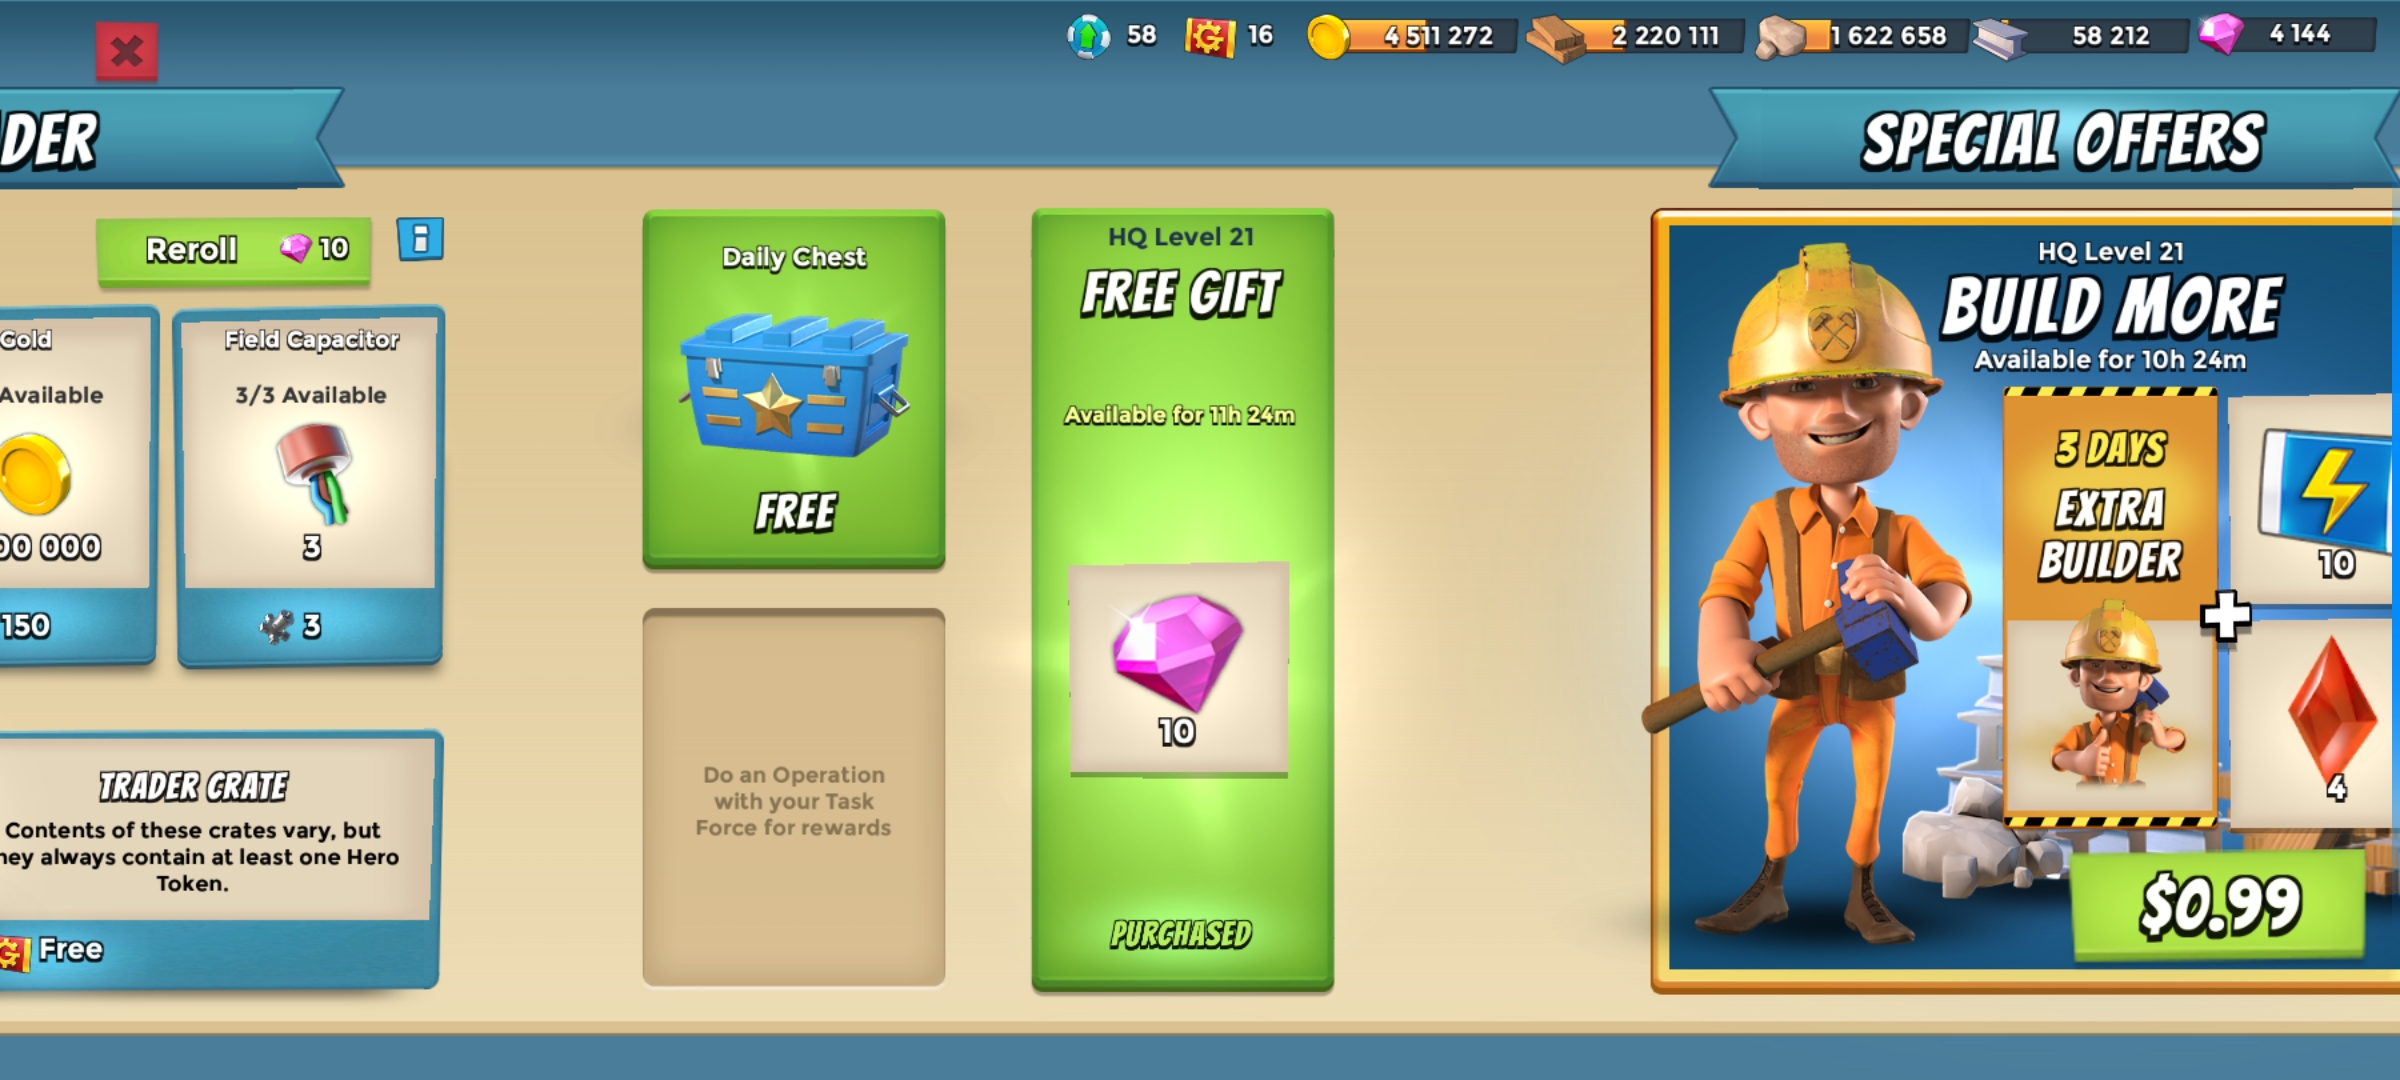 58
16
4 511 272
2 220 111
1 622 658
58 212
4 144
DER
SPECIAL OFFERS
Reroll 10
Gold
Available
00 000
150
Field Capacitor
3/3 Available
3
3
TRADER CRATE
Contents of these crates vary, but
hey always contain at least one Hero
Token.
G Free
Daily Chest
FREE
Do an Operation
with your Task
Force for rewards
HQ Level 21
FREE GIFT
Available for 11h 24m
10
PURCHASED
HQ Level 21
BUILD MORE
Available for 10h 24m
3 DAYS
EXTRA
BUILDER
10
4
$0.99